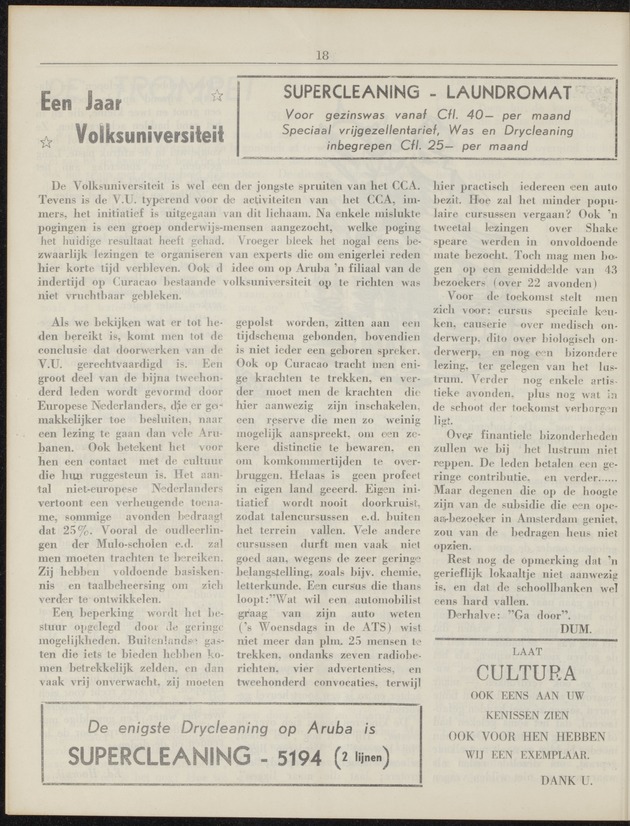 18
Een Jaar
Volksuniversiteit
SUPERCLEANING - LAUNDROMAT
Voor gezinswas vanaf Cfl. 40— per maand
Speciaal vrijgezellentarief, Was en Drycleaning
inbegrepen Cfl. 25— per maand
De Volksuniversiteit is wel een der jongste spruiten van het CCA.
Tevens is de V.U. typerend voor de activiteiten van het CCA, im-
mers, het initiatief is uitgegaan van dit lichaam. Na enkele mislukte
pogingen is een groep onderwijs-mensen aangezocht, welke poging
het huidige resultaat heeft gehad. Vroeger bleek het nogal eens be-
zwaarlijk lezingen te organiseren van experts die om enigerlei reden
hier korte tijd verbleven. Ook d idee om op Aruba 'n filiaal van de
indertijd op Curacao bestaande volksuniversiteit op te richten was
niet vruchtbaar gebleken.
Als we bekijken wat er tot he-
den bereikt is, komt men tot de
conclusie dat doorwerken van de
V.U. gerechtvaardigd is. Een
groot deel van de bijna tweehon-
derd leden wordt gevormd door
Europese Nederlanders, die er ge-
makkelijker toe besluiten, naar
een lezing te gaan dan vele Aru-
banen. Ook betekent het voor
hen een contact met de cultuur
die hun ruggesteun is. Het aan-
tal niet-europese Nederlanders
vertoont een verheugende toena-
me, sommige avonden bedraagt
dat 25%. Vooral de oudleerlin-
gen der Mulo-scholen e.d. zal
men moeten trachten te bereiken.
Zij hebben voldoende basisken-
nis en taalbeheersing om zich
verder te ontwikkelen.
Een beperking wordt het be-
stuur opgelegd door de geringe
mogelijkheden. Buitenlandse gas-
ten die iets te bieden hebben ko-
men betrekkelijk zelden, en dan
vaak vrij onverwacht, zij moeten
gepolst worden, zitten aan een
tijdschema gebonden, bovendien
is niet ieder een geboren spreker.
Ook op Curacao tracht men eni-
ge krachten te trekken, en ver-
der moet men de krachten die
hier aanwezig zijn inschakelen,
een reserve die men zo weinig
mogelijk aanspreekt, om een ze-
kere distinctie te bewaren, en
om komkommertijden te over-
bruggen. Helaas is geen profeet
in eigen land geeerd. Eigen ini-
tiatief wordt nooit doorkruist,
zodat talencursussen e.d. buiten
het terrein vallen. Vele andere
cursussen durft men vaak niet
goed aan, wegens de zeer geringe
belangstelling, zoals bijv. chemie,
letterkunde. Een cursus die thans
loopt:"Wat wil een automobilist
graag van zijn auto weten
('s Woensdags in de ATS) wist
niet meer dan plm. 25 mensen te
trekken, ondanks zeven radiobe-
richten, vier advertenties, en
tweehonderd convocaties, terwijl
hier practisch iedereen een auto
bezit. Hoe zal het minder popu-
laire cursussen vergaan? Ook 'n
tweetal lezingen over Shake
speare werden in onvoldoende
mate bezocht. Toch mag men bo-
gen op een gemiddelde van 43
bezoekers (over 22 avonden)
Voor de toekomst stelt men
zich voor: cursus speciale keu-
ken, causerie over medisch on-
derwerp, dito over biologisch on-
derwerp, en nog een bizondere
lezing, ter gelegen van het lus-
trum. Verder nog enkele artis-
tieke avonden, plus nog wat in
de schoot der toekomst verborgen
ligt.
Over finantiele bizonderheden
zullen we bij het lustrum niet
reppen. De leden betalen een ge-
ringe contributie, en verder......
Maar degenen die op de hoogte
zijn van de subsidie die een ope-
aa-bezoeker in Amsterdam geniet,
zou van de bedragen heus niet
opzien.
Rest nog de opmerking dat 'n
gerieflijk lokaaltje niet aanwezig
is, en dat de schoollbanken wel
eens hard vallen.
Derhalve: "Ga door".
DUM.
De enigste Drycleaning op Aruba is
SUPERCLEANING - 5194 (2 lijnen)
LAAT
CULTURA
OOK EENS AAN UW
KENISSEN ZIEN
OOK VOOR HEN HEBBEN
WIJ EEN EXEMPLAAR.
DANK U.